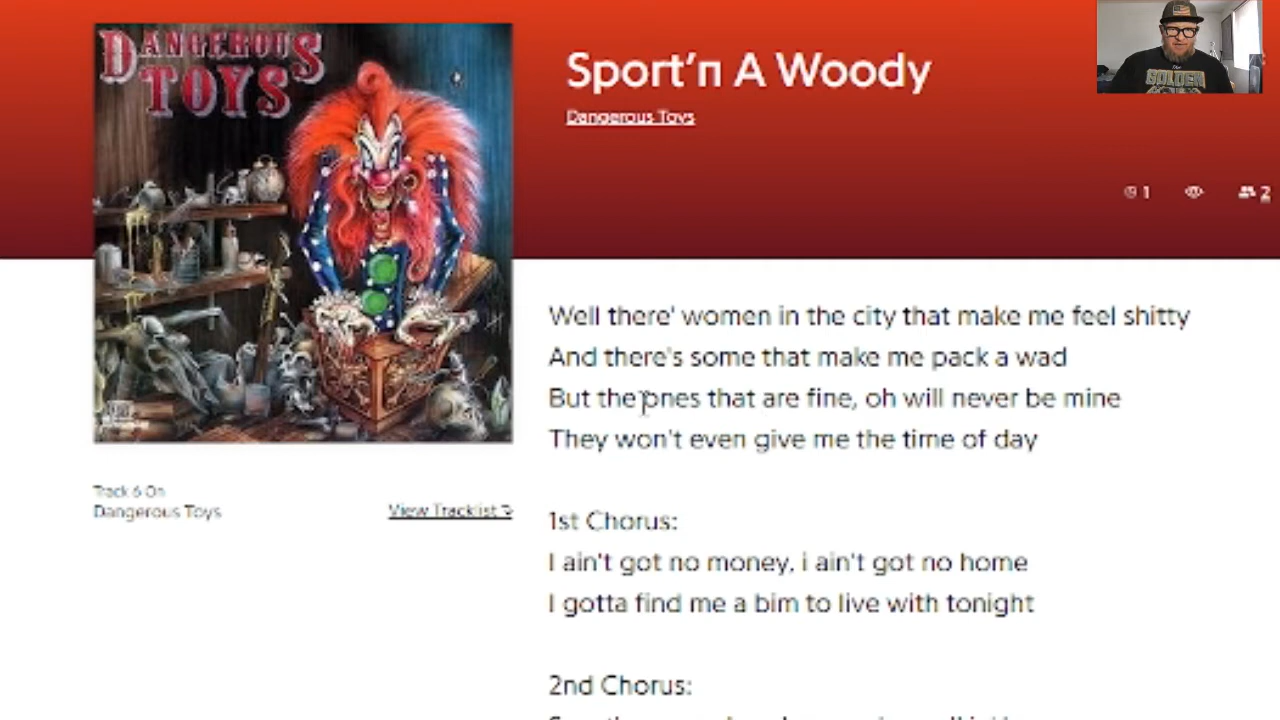 DANGEROUS
TOYS
Sport'n A Woody
Dangerous Toys
1
2
GOLDEN
Well there' women in the city that make me feel shitty
And there's some that make me pack a wad
But the ones that are fine, oh will never be mine
They won't even give me the time of day
Track 6 On
Dangerous Toys
View Tracklist
1st Chorus:
I ain't got no money, i ain't got no home
I gotta find me a bim to live with tonight
2nd Chorus: